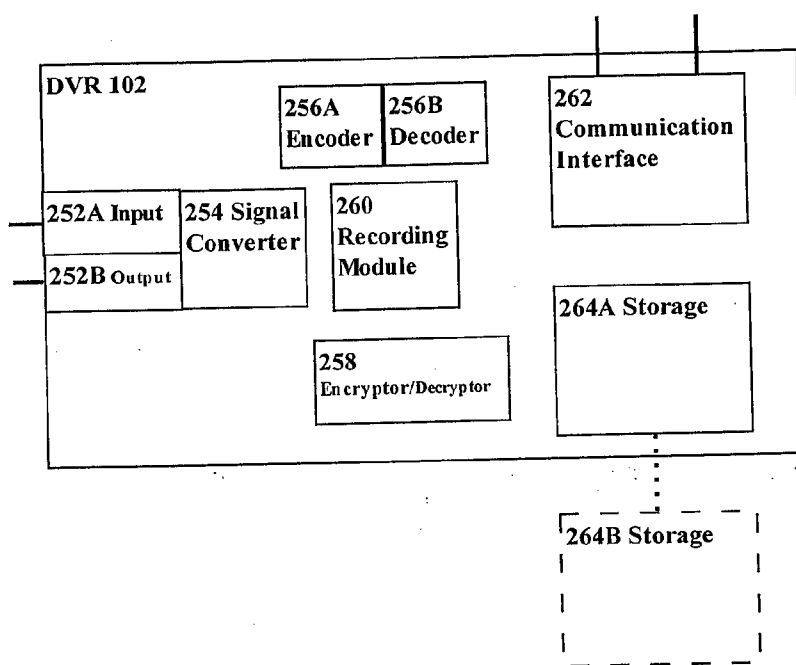 DVR 102
256A
Encoder
256B
Decoder
262
Communication
Interface
252A Input
252B Output
254 Signal
Converter
260
Recording
Module
264A Storage
258
Encryptor/Decryptor
264B Storage